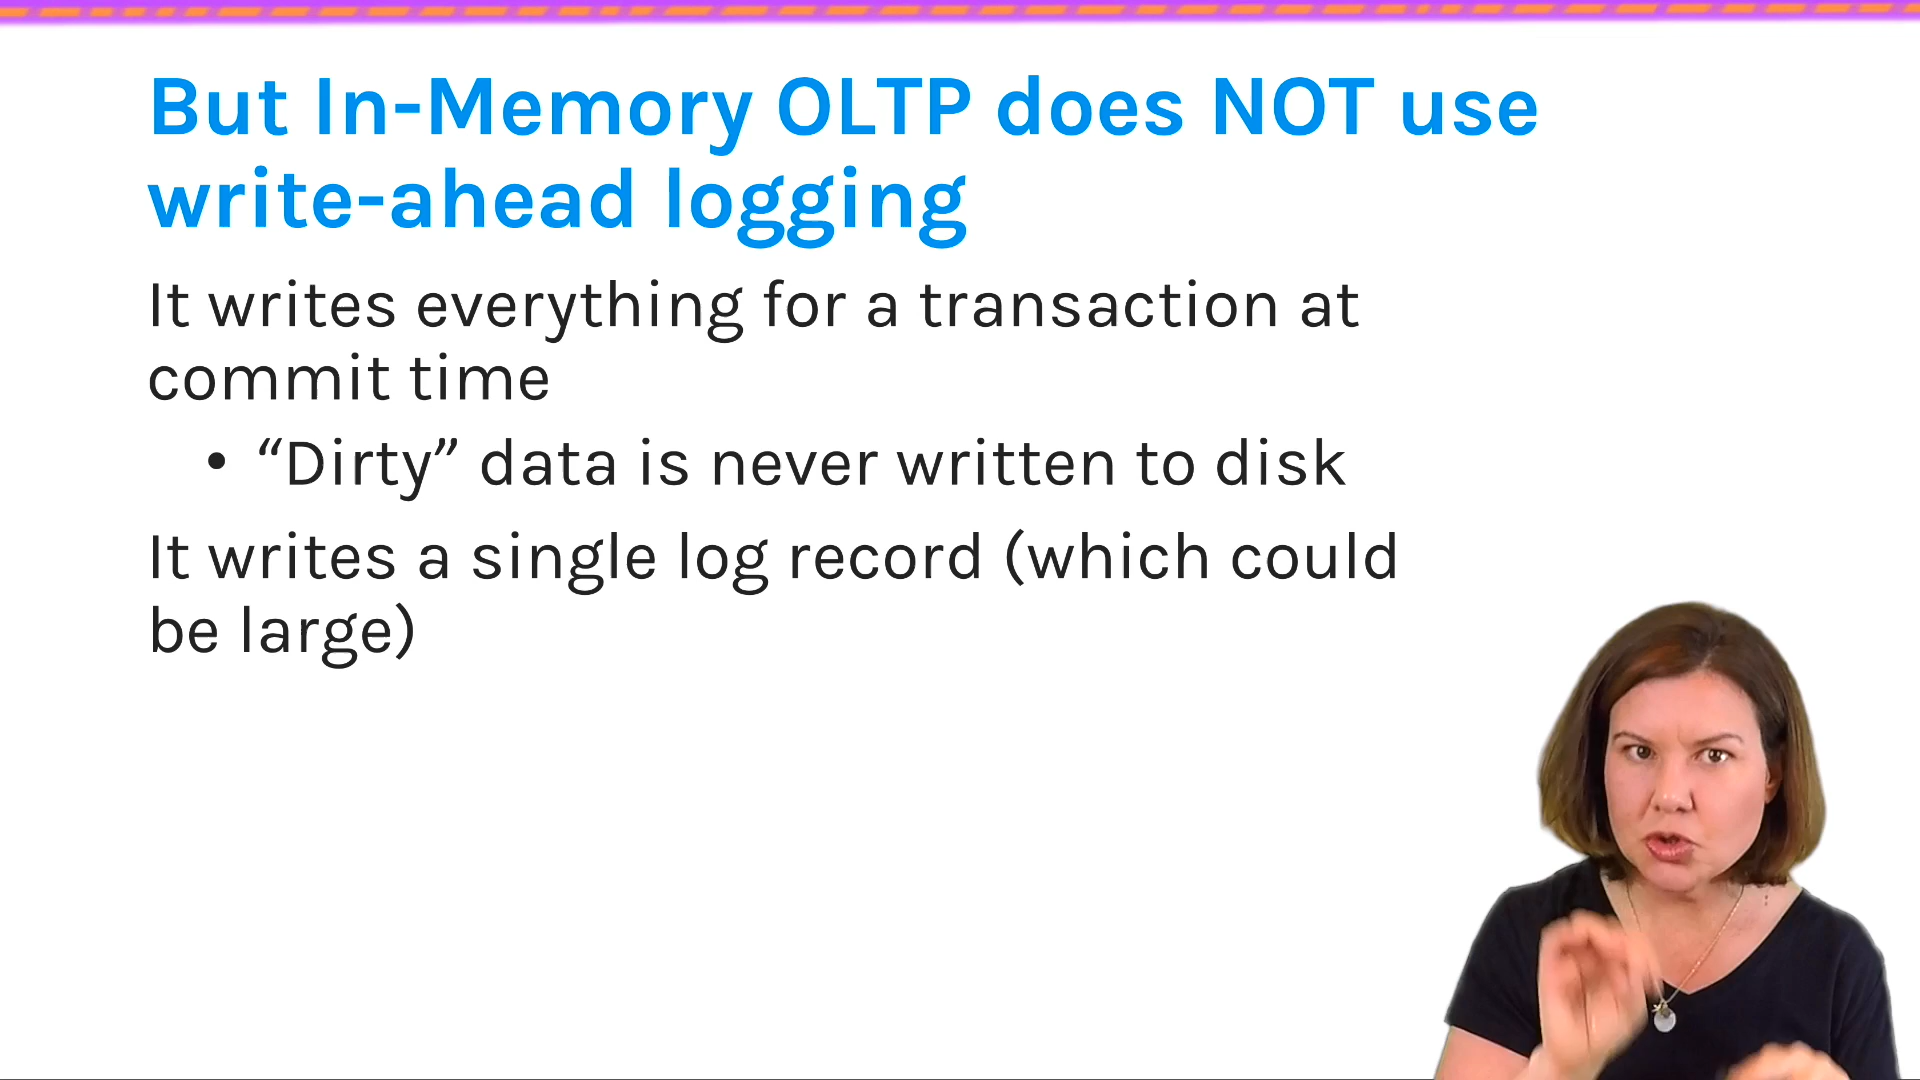 But In-Memory OLTP does NOT use
write-ahead logging
It writes everything for a transaction at
commit time
• “Dirty” data is never written to disk
It writes a single log record (which could
be large)